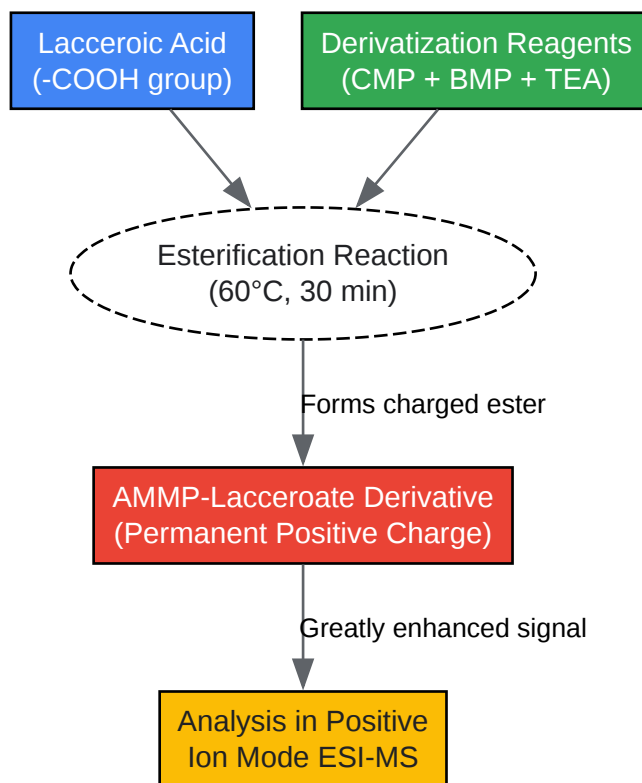 Lacceroic Acid
(-COOH group)
Derivatization Reagents
(CMP + BMP + TEA)
Esterification Reaction
(60°C, 30 min)
Forms charged ester
AMMP-Lacceroate Derivative
(Permanent Positive Charge)
Greatly enhanced signal
Analysis in Positive
Ion Mode ESI-MS